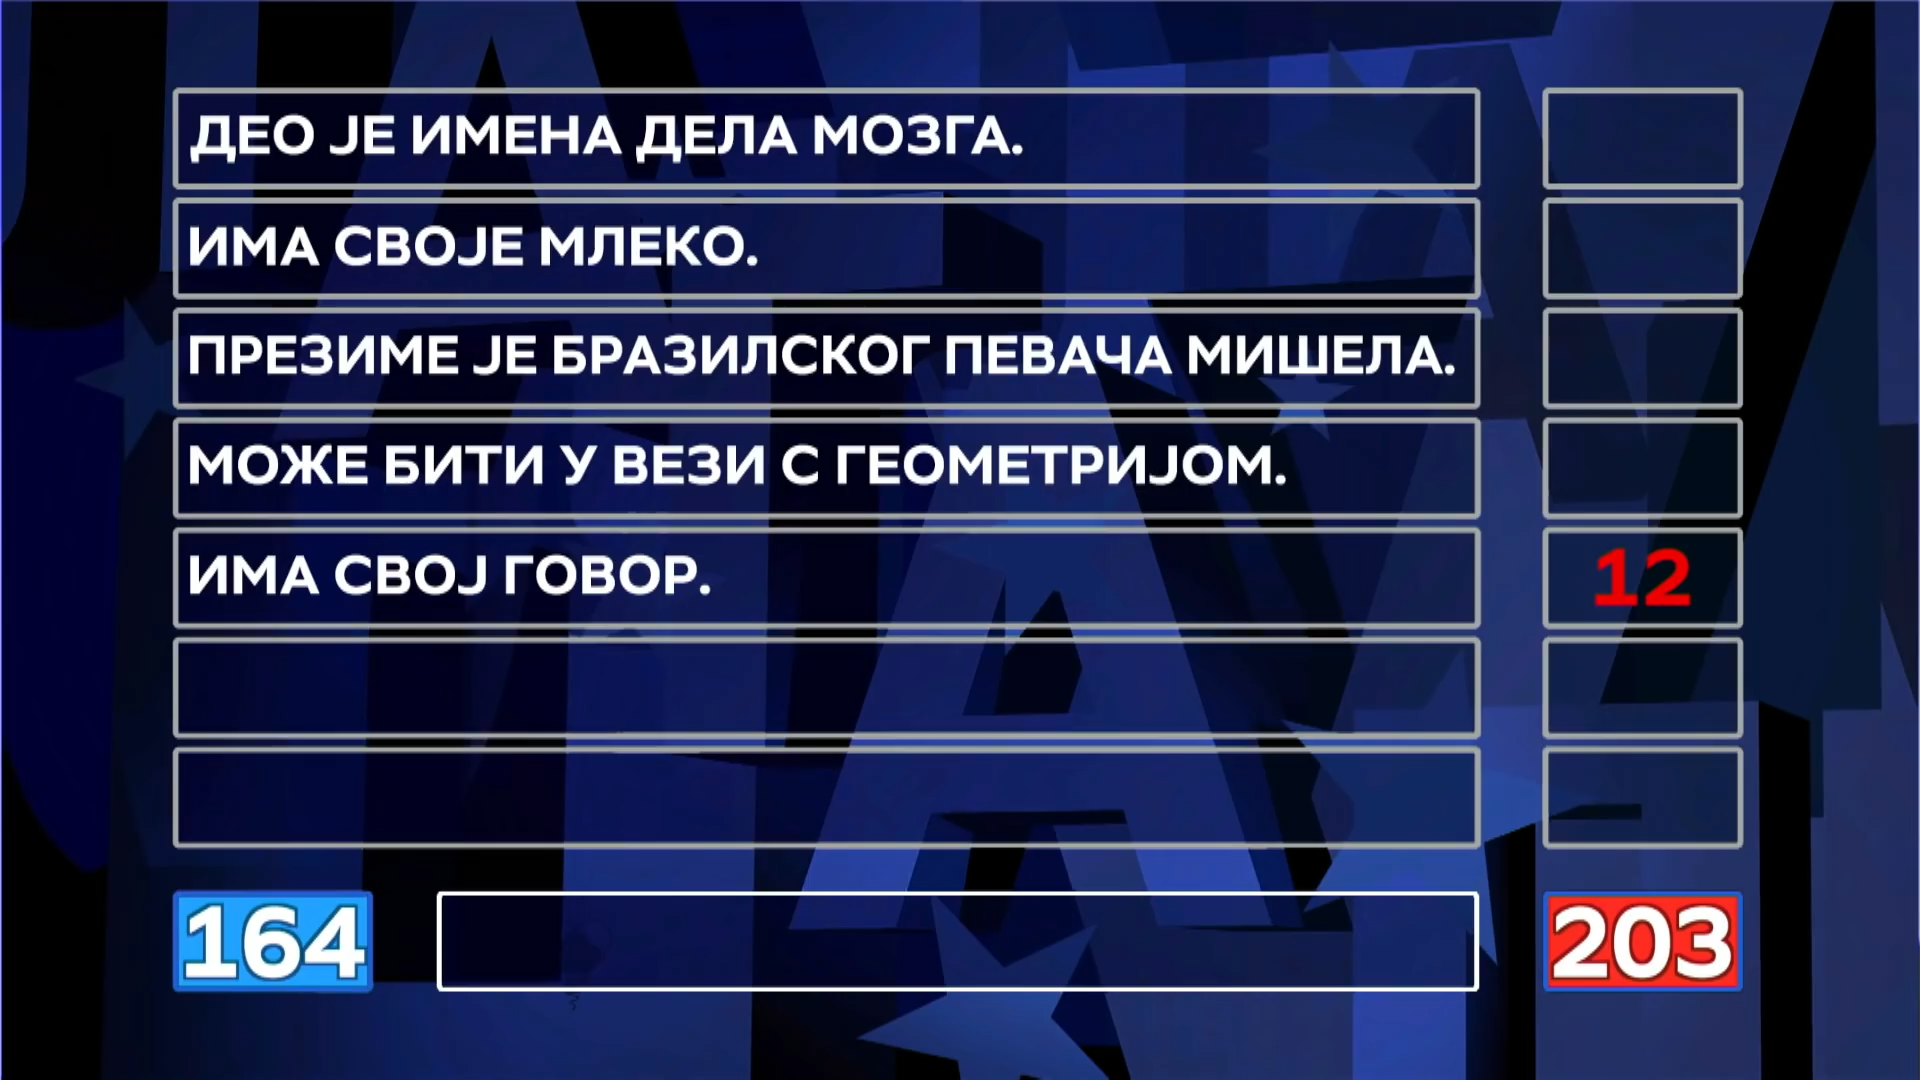 ДЕО ЈЕ ИМЕНА ДЕЛА МОЗГА.
ИМА СВОЈЕ МЛЕКО.
ПРЕЗИМЕ ЈЕ БРАЗИЛСКОГ ПЕВАЧА МИШЕЛА.
МОЖЕ БИТИ У ВЕЗИ С ГЕОМЕТРИЈОМ.
ИМА СВОЈ ГОВОР.
12
164
203